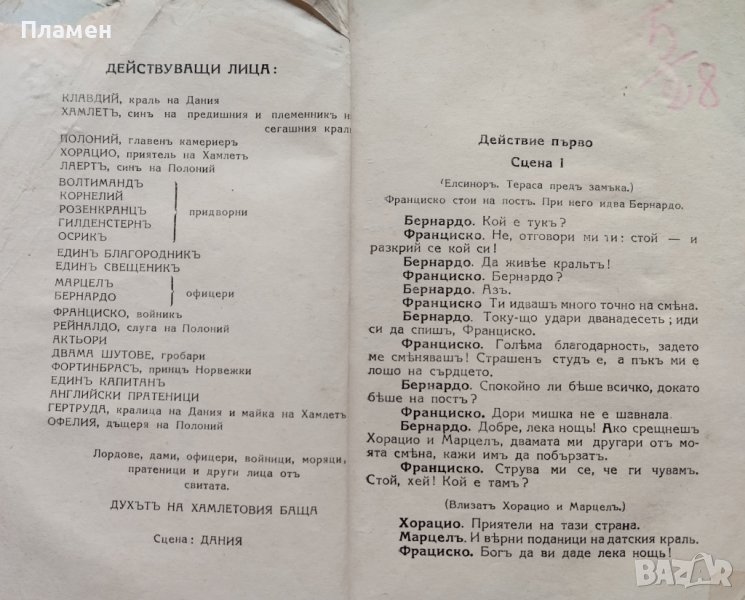 Пламен
ДЕЙСТВУВАЩИ ЛИЦА:
КЛАВДИЙ, краль на Дания
ХАМЛЕТЪ, синъ на предишния и племенникъ н
сегашния крал
ПОЛОНИЙ, главенъ камериеръ
ХОРАЦИО, приятель на Хамлетъ
ЛАЕРТЪ, синъ на Полоний
ВОЛТИМАНДЪ
КОРНЕЛИЙ
РОЗЕНКРАНЦЪ
ГИЛДЕНСТЕРНЪ
ОСРИКЪ
придворни
ЕДИНЪ БЛАГОРОДНИКЪ
ЕДИНЪ СВЕЩЕНИКЪ
МАРЦЕЛЪ
БЕРНАРДО
офицери
ФРАНЦИСКО, войникъ
РЕЙНАЛДО, слуга на Полоний
АКТЬОРИ
ДВАМА ШУТОВЕ, гробари
ФОРТИНБРАСЪ, принцъ Норвежки
ЕДИНЪ КАПИТАНЪ
АНГЛИЙСКИ ПРАТЕНИЦИ
ГЕРТРУДА, кралица на Дания и майка на Хамлетъ
ОФЕЛИЯ, дъщеря на Полоний
Лордове, дами, офицери, войници, моряци,
пратеници и други лица отъ
свитата.
ДУХЪТЪ НА ХАМЛЕТОВИЯ БАЩА
Сцена: ДАНИЯ
Действие първо
Сцена I
(Елсиноръ. Тераса предъ замъка.)
Франциско стои на постъ. При него идва Бернардо.
Бернардо. Кой е тукъ?
Франциско. Не, отговори ми ти: стой — и
разкрий се кой си!
Бернардо. Да живѣе кральтъ!
Франциско. Бернардо?
Бернардо. Азъ.
Франциско Ти идвашъ много точно на смѣна.
Бернардо. Току-що удари дванадесеть; иди
си да спишъ, Франциско.
Франциско. Голѣма благодарность, задето
ме смѣнявашъ! Страшенъ студъ е, а пъкъ ми е
лошо на сърдцето.
Бернардо. Спокойно ли бѣше всичко, докато
бѣше на постъ?
Франциско. Дори мишка не е шавнала.
Бернардо. Добре, лека нощь! Ако срещнешъ
Хорацио и Марцелъ, двамата ми другари отъ мо-
ята смѣна, кажи имъ да побързатъ.
Франциско. Струва ми се, че ги чувамъ.
Стой, хей! Кой е тамъ?
(Влизатъ Хорацио и Марцелъ.)
Хорацио. Приятели на тази страна.
Марцелъ. И вѣрни поданици на датския краль.
Фрациско. Богъ да ви даде лека нощь!
BAZAR